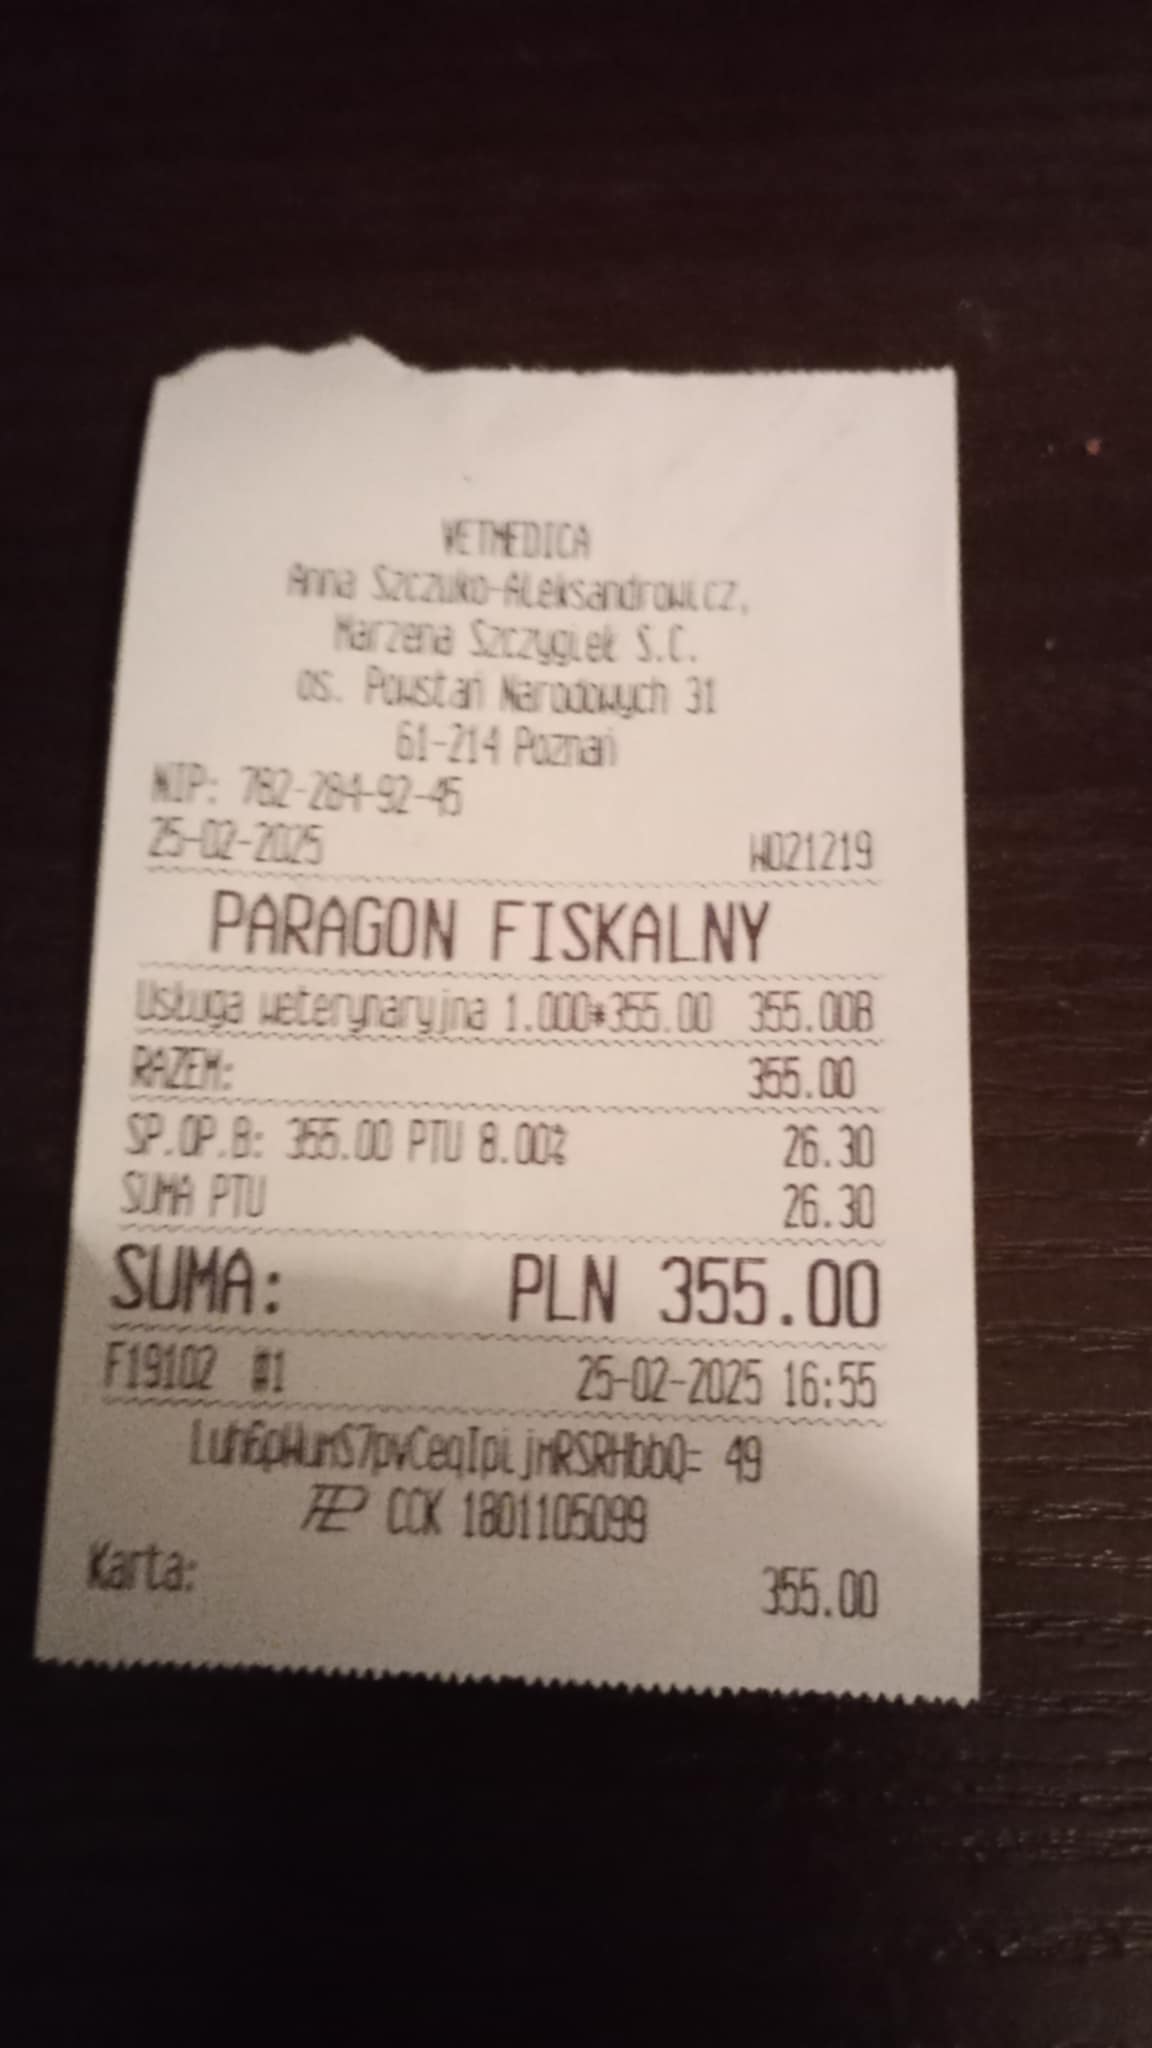 VETMEDICA
Anna Szczuko-Aleksandrowicz,
Marzena Szczygieł S.C.
os. Powstań Narodowych 31
61-214 Poznań
NIP: 782-284-92-45
25-02-2025 W021219
PARAGON FISKALNY
Usługa weterynaryjna 1.000*355.00 355.00B
RAZEM: 355.00
SP.OP.B: 355.00 PTU 8.00% 26.30
SUMA PTU 26.30
SUMA: PLN 355.00
F19102 #1 25-02-2025 16:55
49
CCK 1801105099
Karta: 355.00